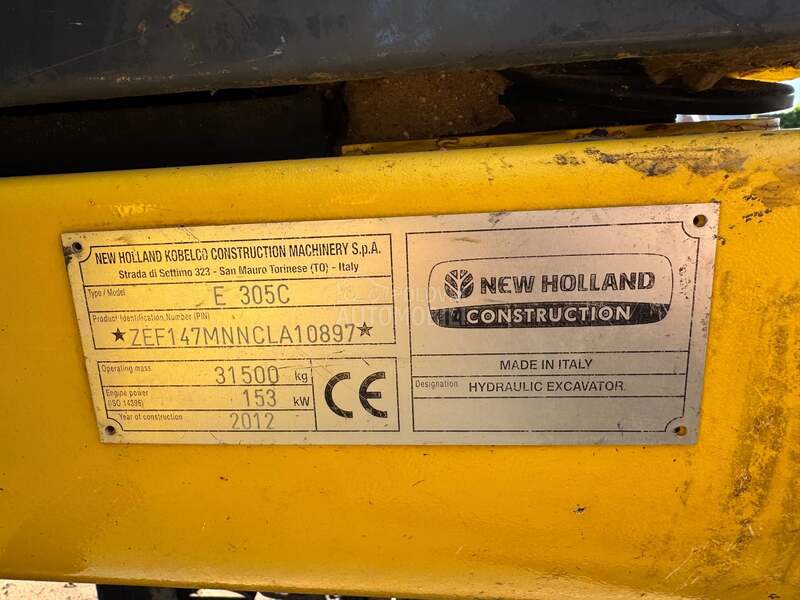 NEW HOLLAND KOBELCO CONSTRUCTION MACHINERY S.p.A.
Strada di Settimo 323 - San Mauro Torinese (TO) - Italy
Type/Model E 305C
Product Identification Number (PIN)
★ZEF147MNNCLA10897★
Operating mass 31500 kg
Engine power (ISO 14396) 153 kW
Year of construction 2012
CE
NEW HOLLAND
CONSTRUCTION
MADE IN ITALY
Designation HYDRAULIC EXCAVATOR
POLOVNI
AUTOMOBILI